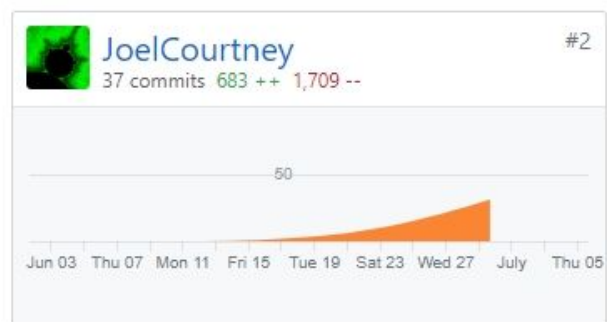 JoelCourtney #2
37 commits 683 ++ 1,709 --
50
Jun 03 Thu 07 Mon 11 Fri 15 Tue 19 Sat 23 Wed 27 July Thu 05